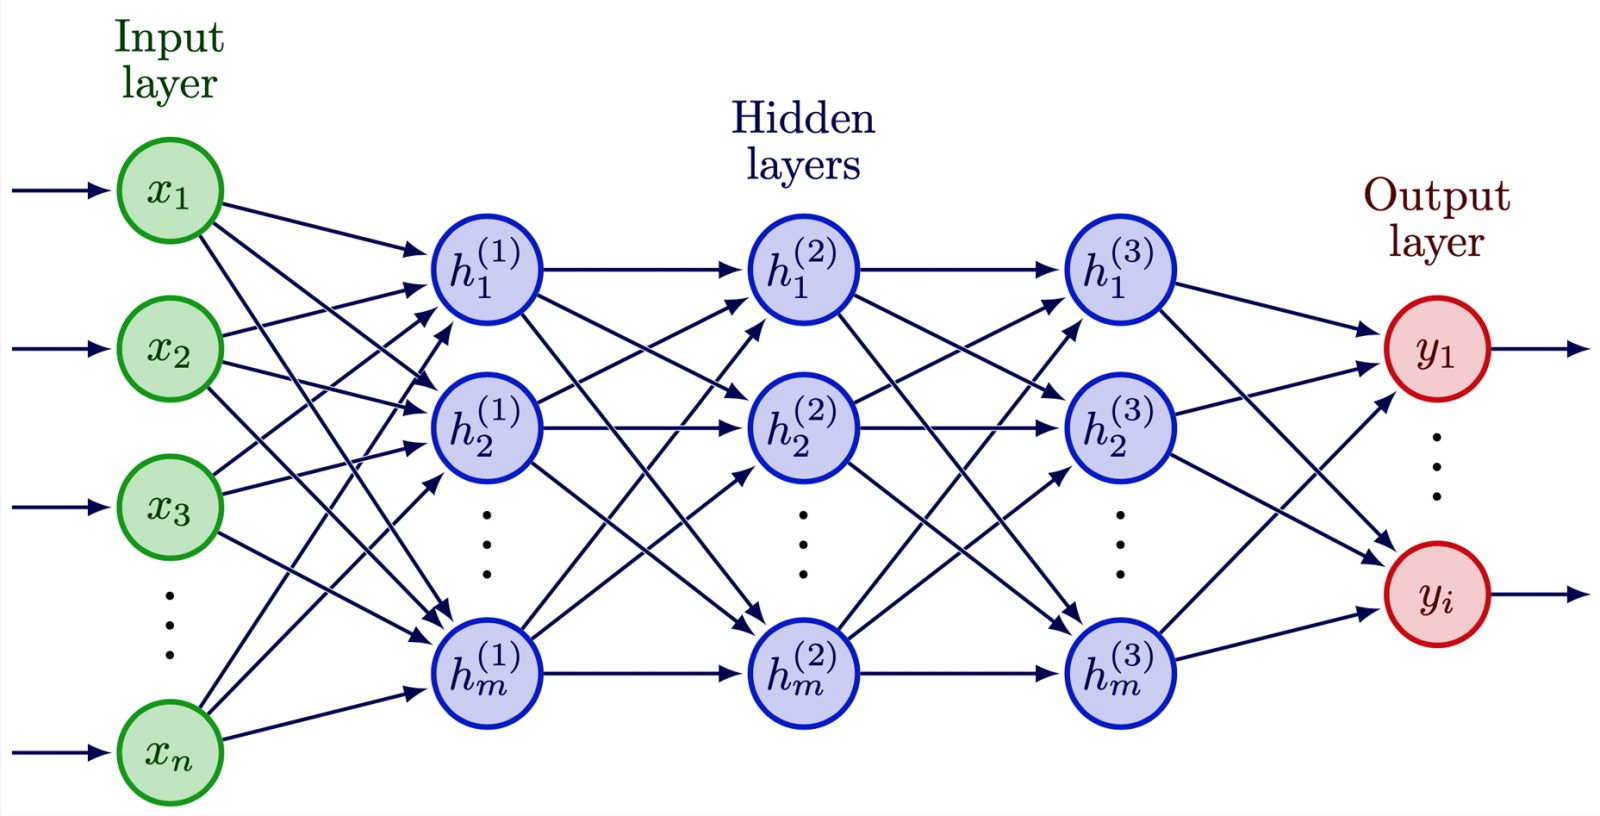 Input
layer
Hidden
layers
Output
layer
x₁
x₂
x₃
⋮
xₙ
h₁⁽¹⁾
h₂⁽¹⁾
⋮
hₘ⁽¹⁾
h₁⁽²⁾
h₂⁽²⁾
⋮
hₘ⁽²⁾
h₁⁽³⁾
h₂⁽³⁾
⋮
hₘ⁽³⁾
y₁
⋮
yᵢ